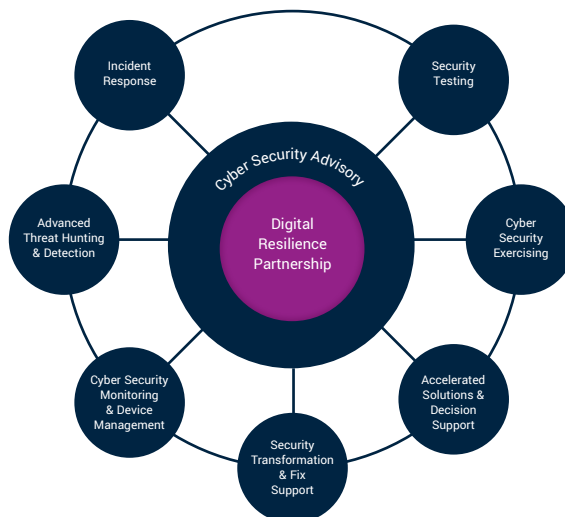 Incident
Response
Security
Testing
Cyber Security Advisory
Digital
Resilience
Partnership
Advanced
Threat Hunting
& Detection
Cyber
Security
Exercising
Cyber Security
Monitoring
& Device
Management
Accelerated
Solutions &
Decision
Support
Security
Transformation
& Fix
Support